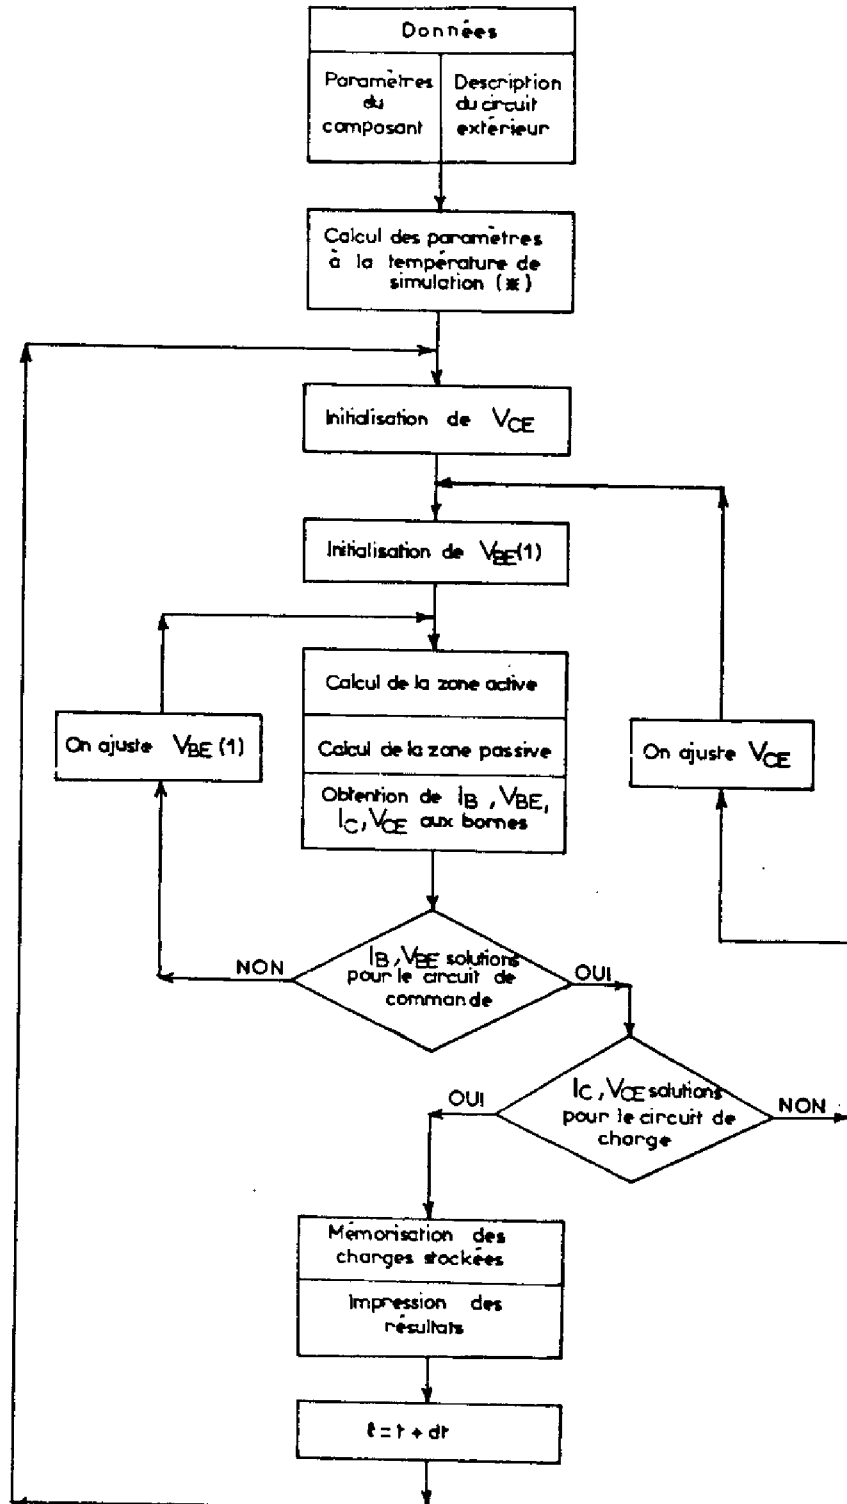 Données
Paramètres
du
composant
Description
du circuit
extérieur
Calcul des paramètres
à la température de
simulation (*)
Initialisation de VCE
Initialisation de VBE(1)
Calcul de la zone active
On ajuste VBE (1)
Calcul de la zone passive
On ajuste VCE
Obtention de IB , VBE,
IC, VCE aux bornes
NON
IB, VBE solutions
pour le circuit de
commande
OUI
OUI
IC, VCE solutions
pour le circuit de
charge
NON
Mémorisation des
charges stockées
Impression des
résultats
t = t + dt